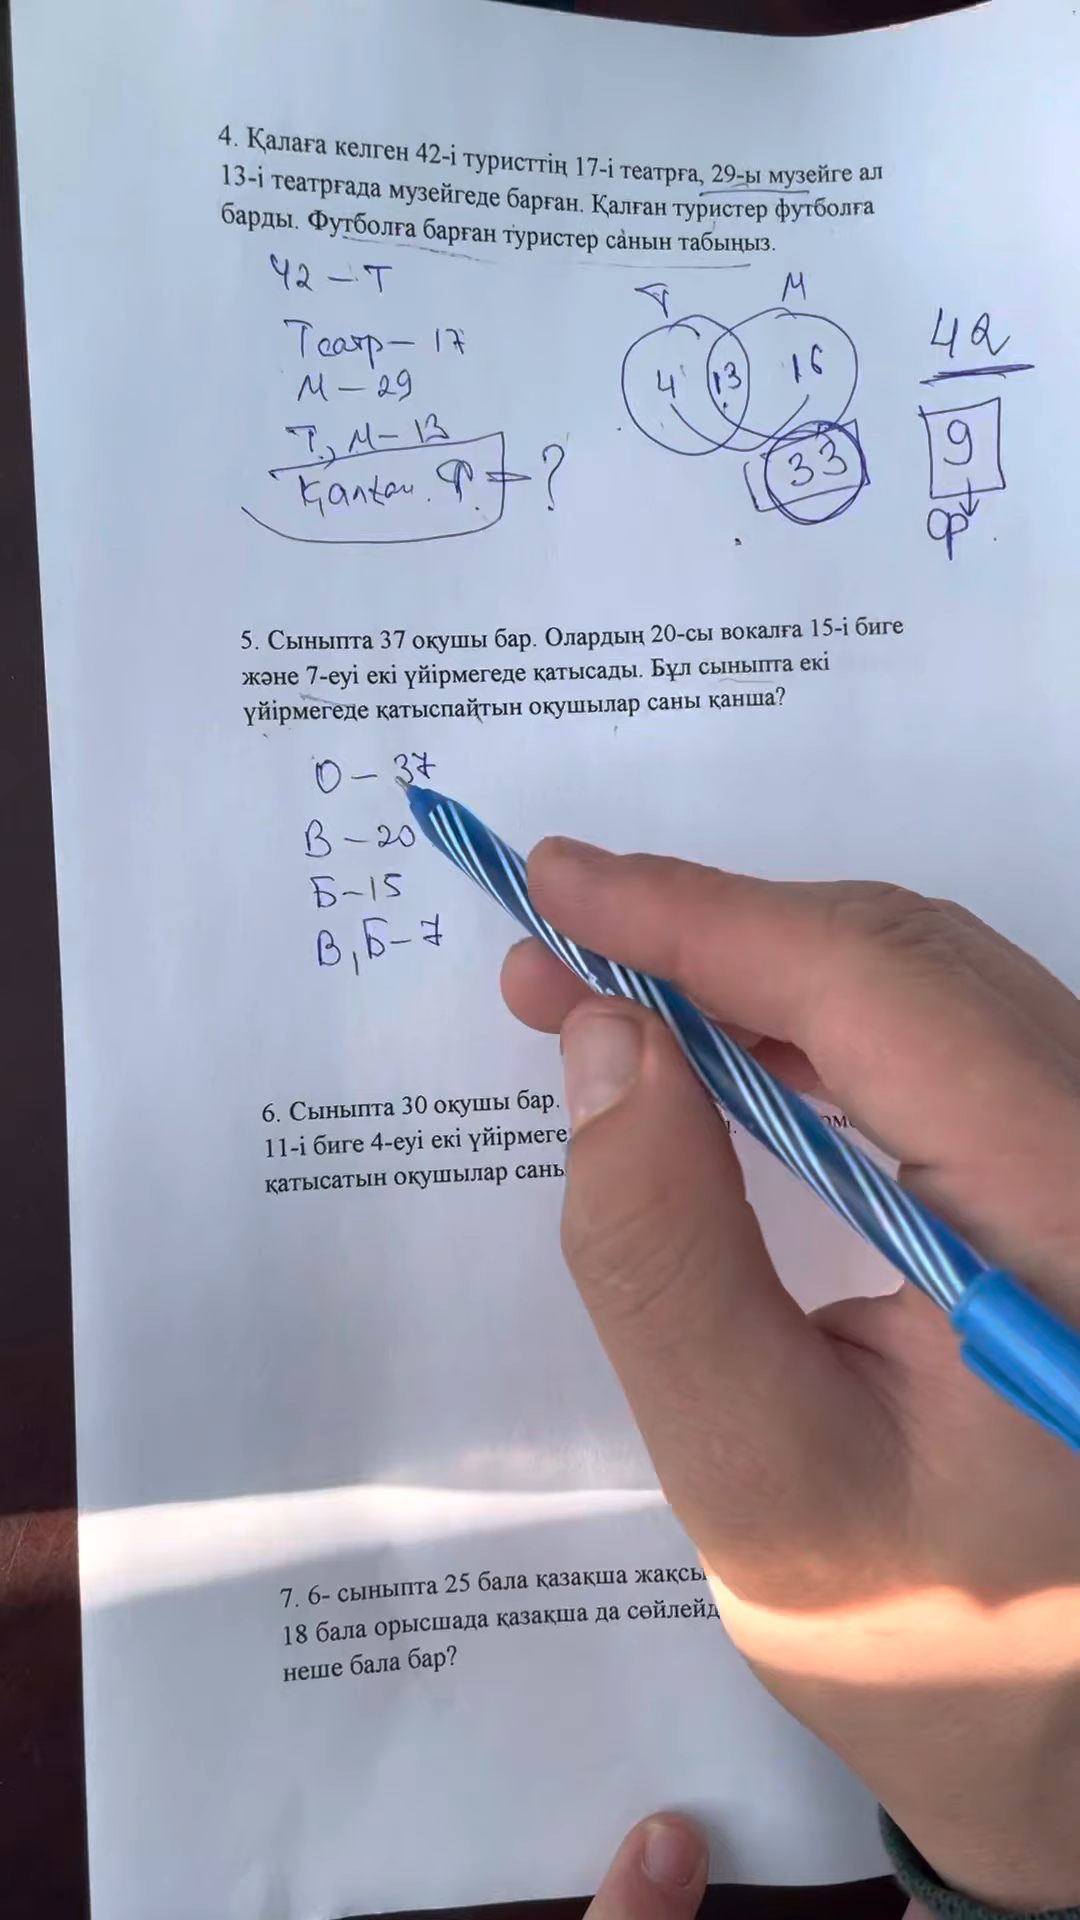 4. Қалаға келген 42-і туристтің 17-і театрға, 29-ы музейге ал
13-і театрғада музейгеде барған. Қалған туристер футболға
барды. Футболға барған туристер санын табыңыз.
42 – Т
Театр – 17
М – 29
Т, М – 13
Қалған. Ф – ?
Т М
4 13 16
33
42
9
Ф
5. Сыныпта 37 оқушы бар. Олардың 20-сы вокалға 15-і биге
және 7-еуі екі үйірмегеде қатысады. Бұл сыныпта екі
үйірмегеде қатыспайтын оқушылар саны қанша?
О – 37
В – 20
Б – 15
В, Б – 7
6. Сыныпта 30 оқушы бар.
11-і биге 4-еуі екі үйірмеге
қатысатын оқушылар саны
7. 6- сыныпта 25 бала қазақша жақсы
18 бала орысшада қазақша да сөйлейд
неше бала бар?